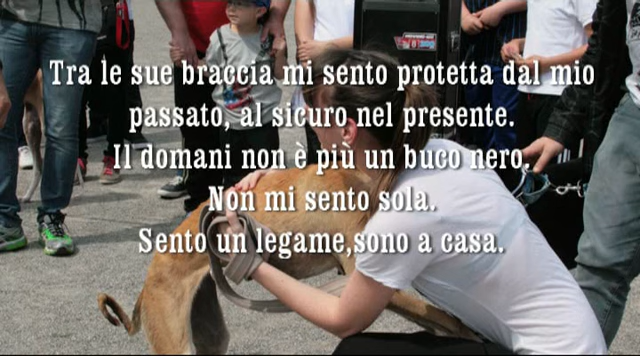 Tra le sue braccia mi sento protetta dal mio
passato, al sicuro nel presente.
Il domani non è più un buco nero.
Non mi sento sola.
Sento un legame,sono a casa.